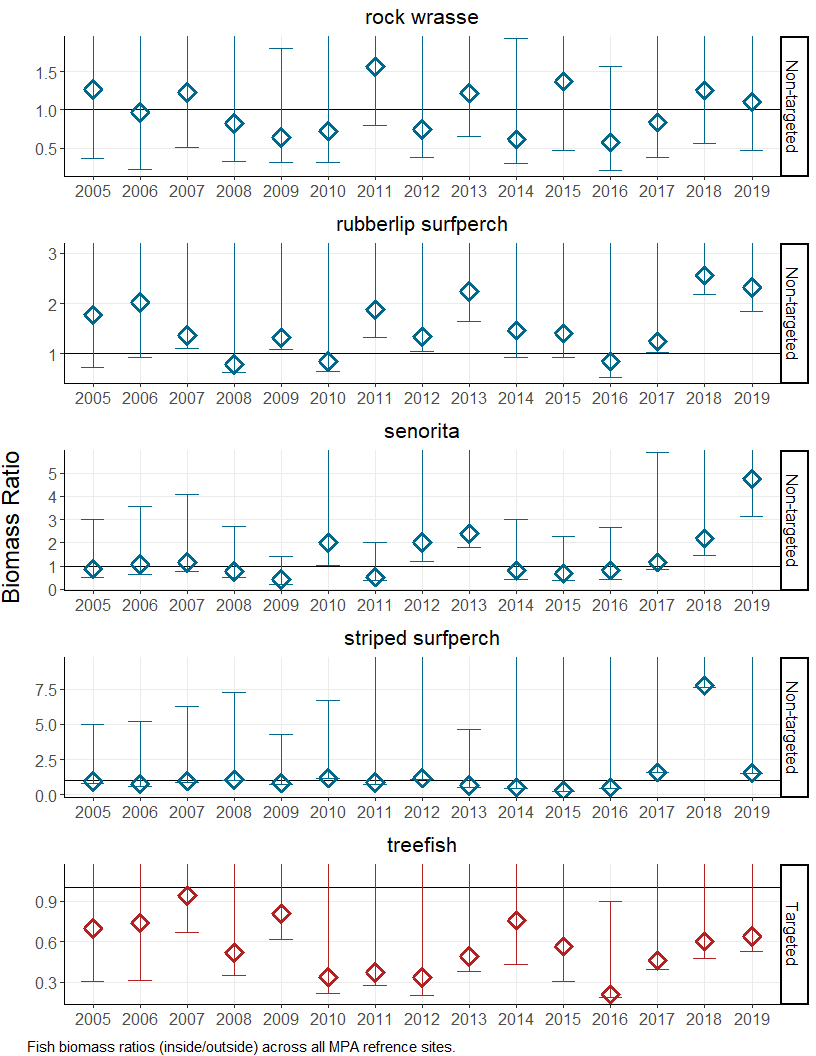 rock wrasse
1.5
1.0
0.5
Non-targeted
2005 2006 2007 2008 2009 2010 2011 2012 2013 2014 2015 2016 2017 2018 2019
rubberlip surfperch
3
2
1
Non-targeted
2005 2006 2007 2008 2009 2010 2011 2012 2013 2014 2015 2016 2017 2018 2019
Biomass Ratio
senorita
5
4
3
2
1
0
Non-targeted
2005 2006 2007 2008 2009 2010 2011 2012 2013 2014 2015 2016 2017 2018 2019
striped surfperch
7.5
5.0
2.5
0.0
Non-targeted
2005 2006 2007 2008 2009 2010 2011 2012 2013 2014 2015 2016 2017 2018 2019
treefish
0.9
0.6
0.3
Targeted
2005 2006 2007 2008 2009 2010 2011 2012 2013 2014 2015 2016 2017 2018 2019
Fish biomass ratios (inside/outside) across all MPA refrence sites.